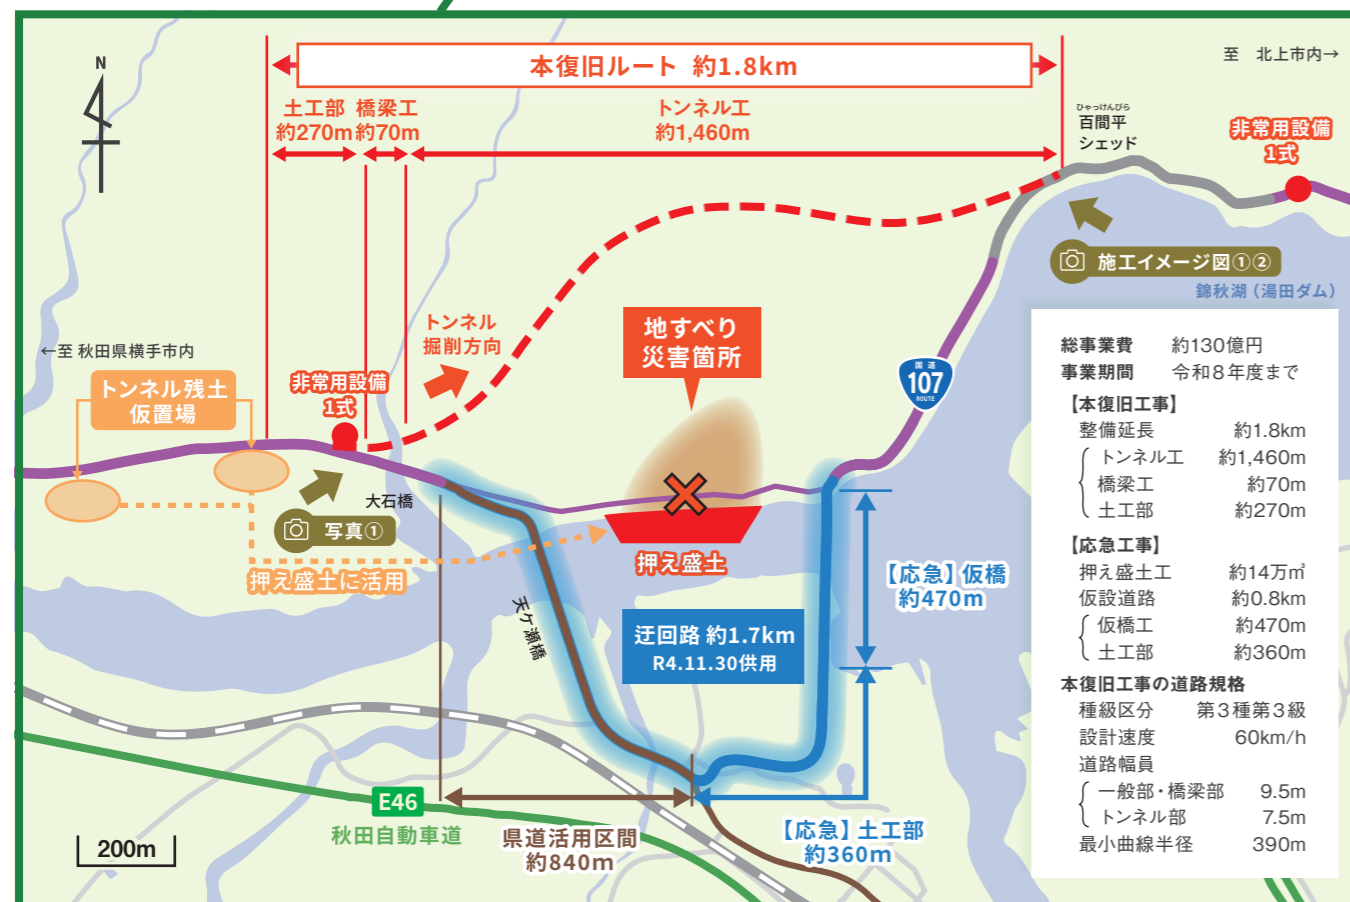 N
本復旧ルート 約1.8km
土工部
約270m
橋梁工
約70m
トンネル工
約1,460m
至 北上市内→
ひゃっけんびら
百間平
シェッド
非常用設備
1式
施工イメージ図①②
錦秋湖（湯田ダム）
←至 秋田県横手市内
トンネル残土
仮置場
非常用設備
1式
トンネル
掘削方向
地すべり
災害箇所
国道
107
ROUTE
大石橋
写真①
押え盛土に活用
押え盛土
天ケ瀬橋
迂回路 約1.7km
R4.11.30供用
【応急】仮橋
約470m
E46
秋田自動車道
県道活用区間
約840m
【応急】土工部
約360m
200m
総事業費 約130億円
事業期間 令和8年度まで
【本復旧工事】
整備延長 約1.8km
トンネル工 約1,460m
橋梁工 約70m
土工部 約270m
【応急工事】
押え盛土工 約14万㎥
仮設道路 約0.8km
仮橋工 約470m
土工部 約360m
本復旧工事の道路規格
種級区分 第3種第3級
設計速度 60km/h
道路幅員
一般部・橋梁部 9.5m
トンネル部 7.5m
最小曲線半径 390m